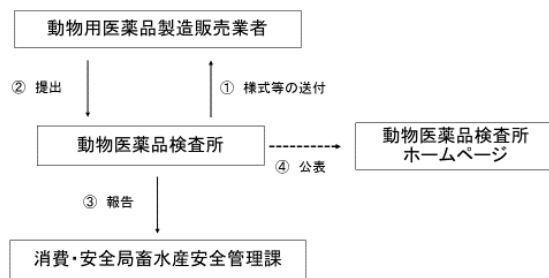 動物用医薬品製造販売業者
② 提出
① 様式等の送付
動物医薬品検査所
④ 公表
動物医薬品検査所
ホームページ
③ 報告
消費・安全局畜水産安全管理課